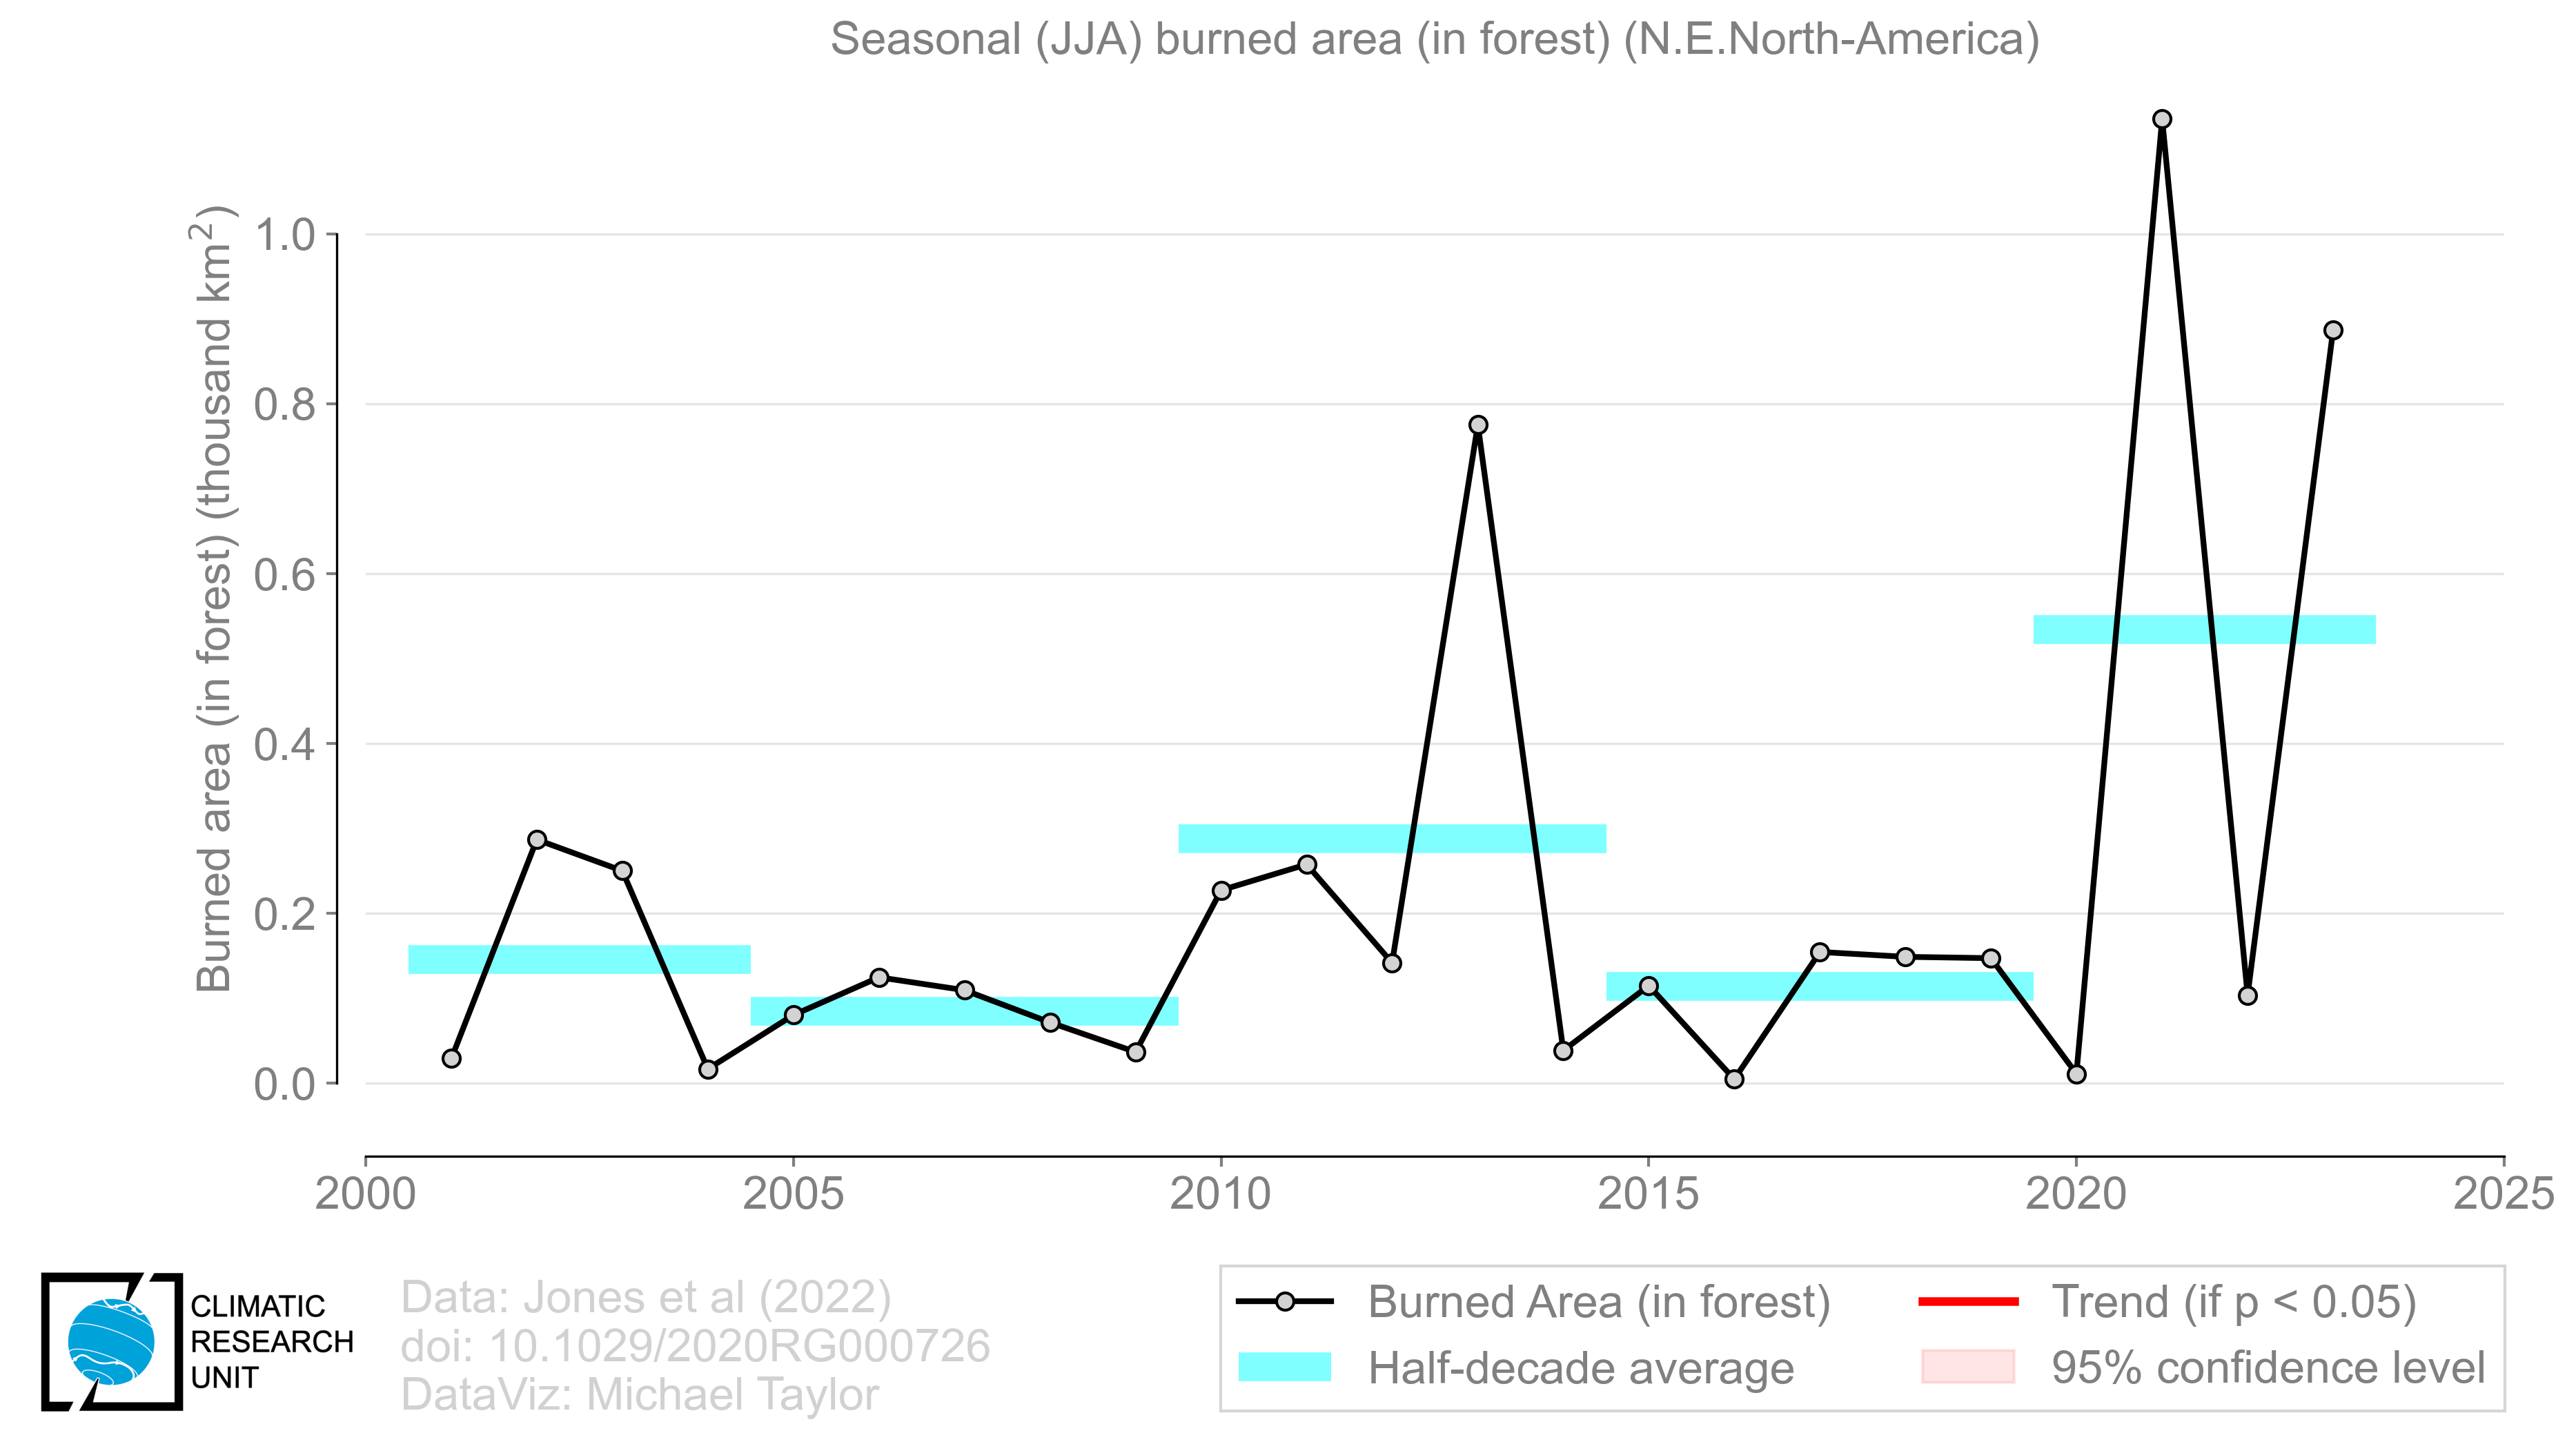 Seasonal (JJA) burned area (in forest) (N.E.North-America)
Burned area (in forest) (thousand km²)
1.0
0.8
0.6
0.4
0.2
0.0
2000 2005 2010 2015 2020 2025
CLIMATIC
RESEARCH
UNIT
Data: Jones et al (2022)
doi: 10.1029/2020RG000726
DataViz: Michael Taylor
Burned Area (in forest)
Half-decade average
Trend (if p < 0.05)
95% confidence level